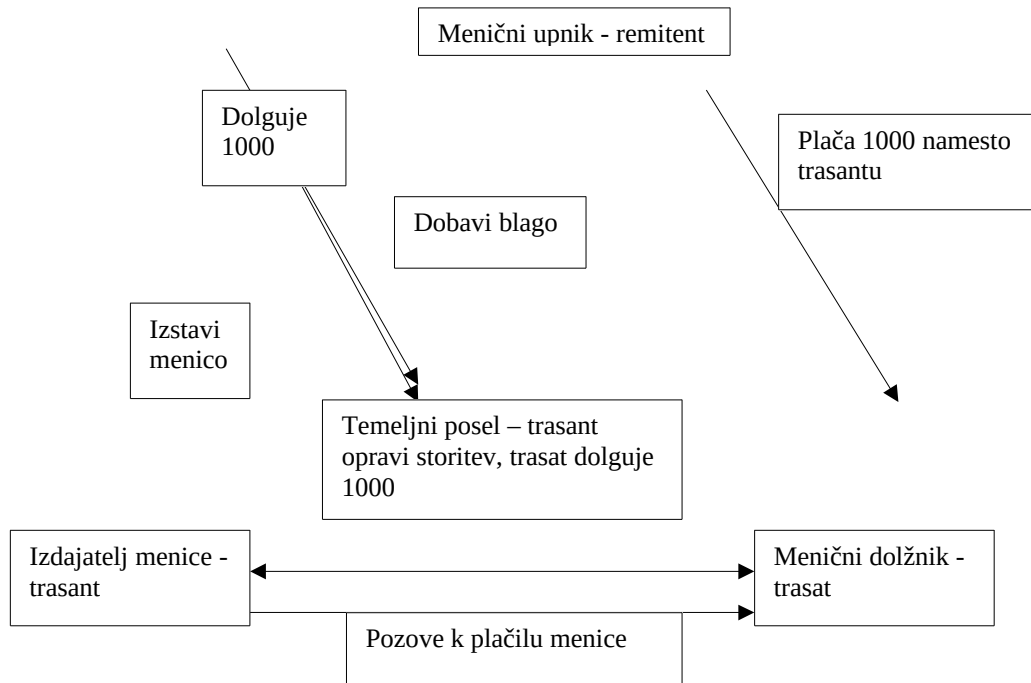 Menični upnik - remitent
Dolguje
1000
Plača 1000 namesto
trasantu
Dobavi blago
Izstavi
menico
Temeljni posel – trasant
opravi storitev, trasat dolguje
1000
Izdajatelj menice -
trasant
Menični dolžnik -
trasat
Pozove k plačilu menice